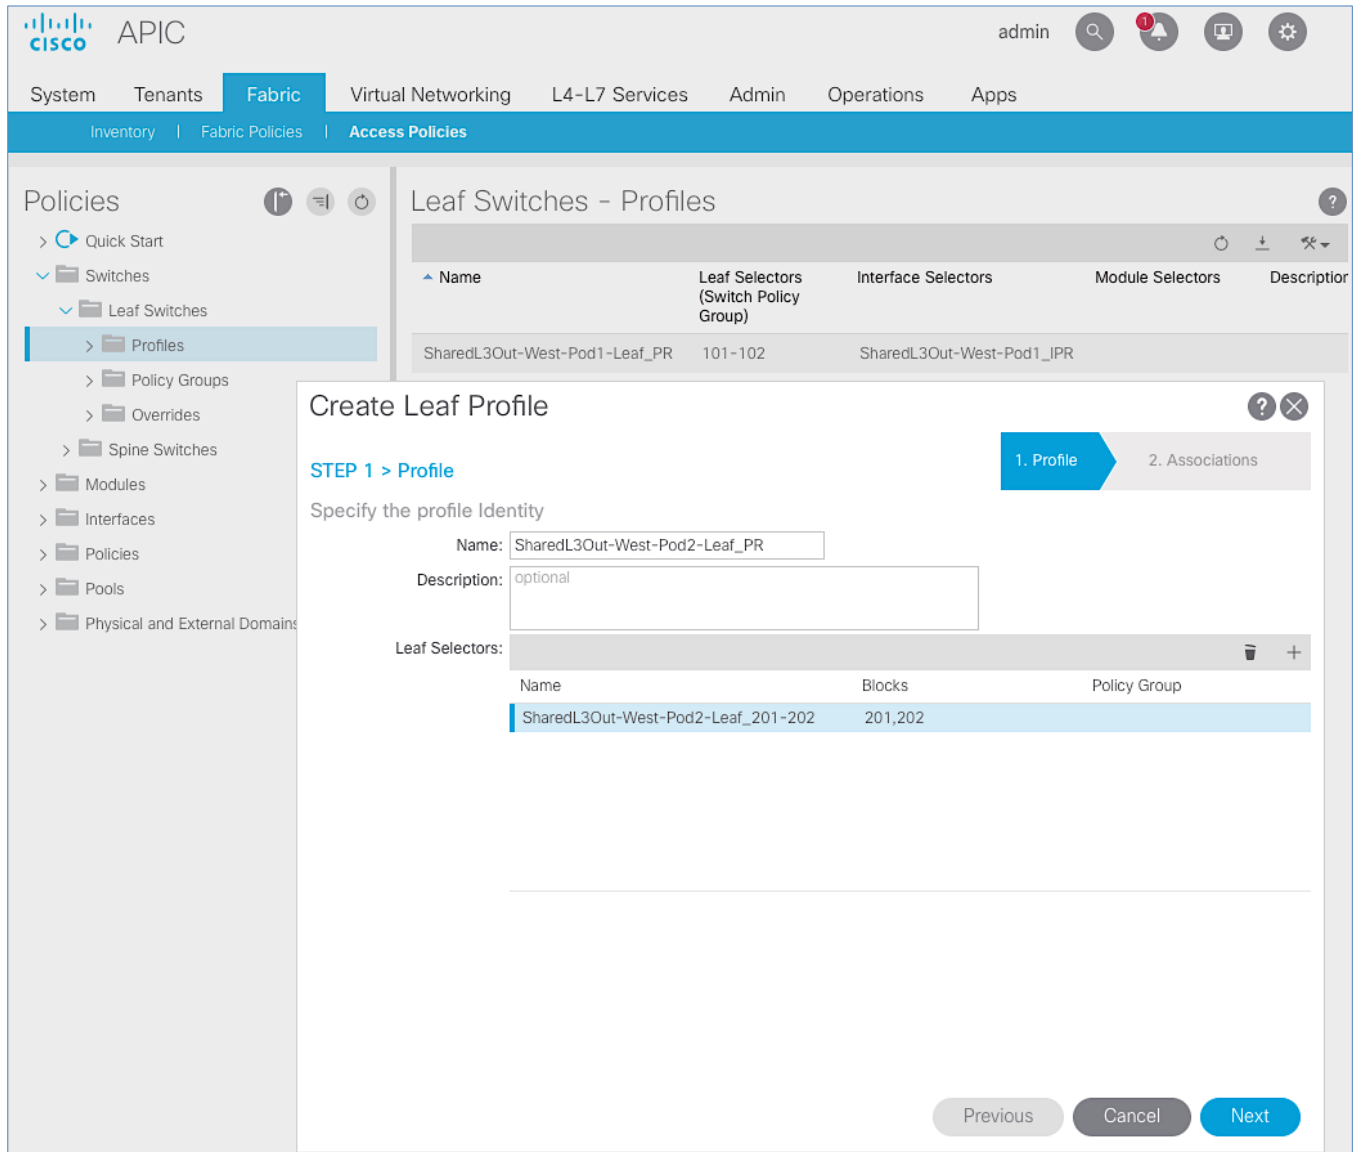 cisco APIC admin 1
System Tenants Fabric Virtual Networking L4-L7 Services Admin Operations Apps
Inventory | Fabric Policies | Access Policies
Policies
Quick Start
Switches
Leaf Switches
Profiles
Policy Groups
Overrides
Spine Switches
Modules
Interfaces
Policies
Pools
Physical and External Domains
Leaf Switches - Profiles ?
Name Leaf Selectors (Switch Policy Group) Interface Selectors Module Selectors Description
SharedL3Out-West-Pod1-Leaf_PR 101-102 SharedL3Out-West-Pod1_IPR
Create Leaf Profile ?
STEP 1 > Profile 1. Profile 2. Associations
Specify the profile Identity
Name: SharedL3Out-West-Pod2-Leaf_PR
Description: optional
Leaf Selectors:
Name Blocks Policy Group
SharedL3Out-West-Pod2-Leaf_201-202 201,202
Previous Cancel Next